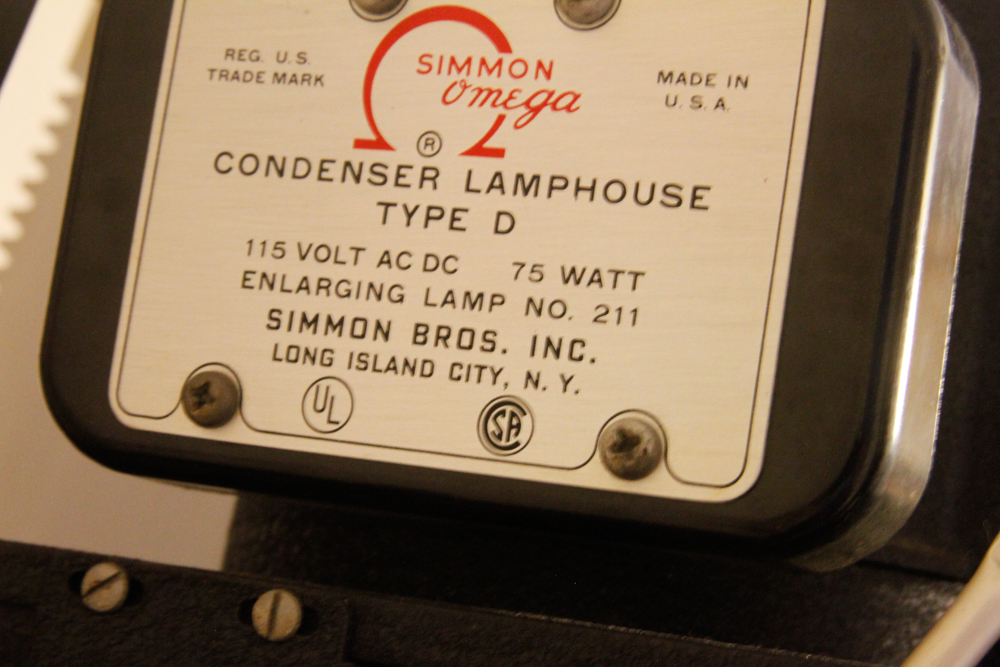 REG. U.S.
TRADE MARK
SIMMON
Omega
®
MADE IN
U.S.A.
CONDENSER LAMPHOUSE
TYPE D
115 VOLT AC DC 75 WATT
ENLARGING LAMP NO. 211
SIMMON BROS. INC.
LONG ISLAND CITY, N.Y.
UL
CSA